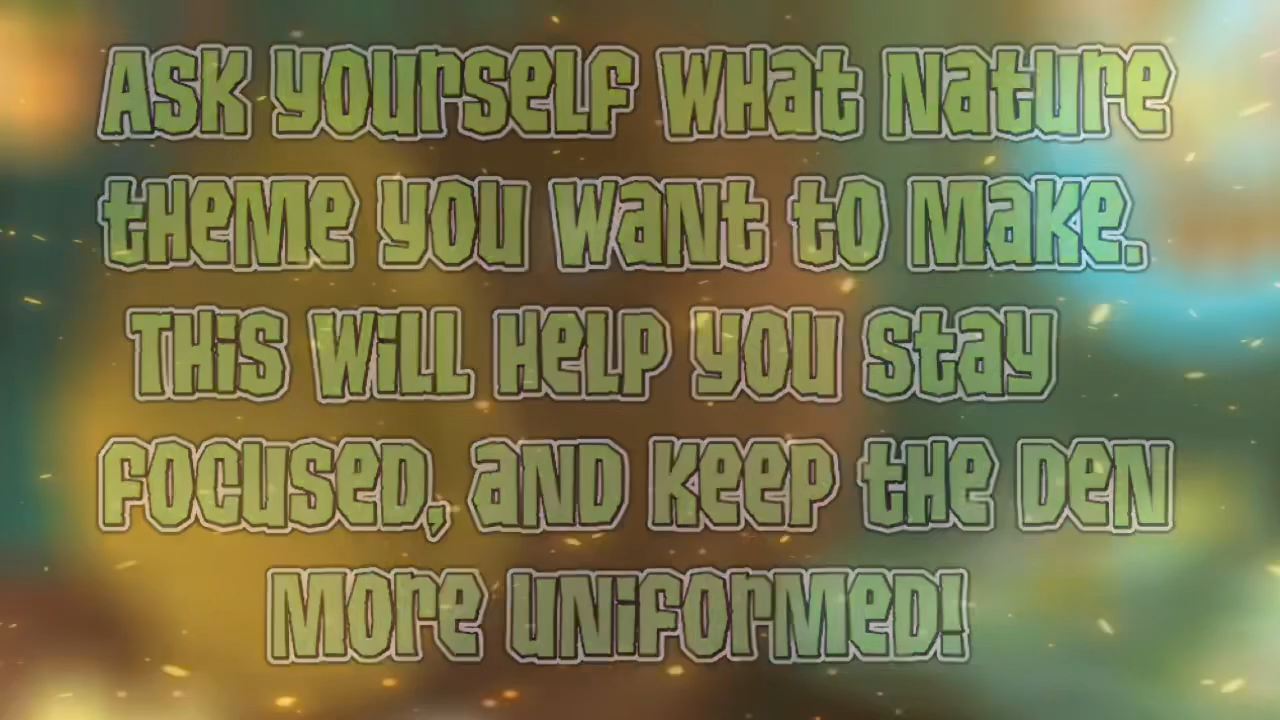 Ask yourself what Nature
theme you want to make.
This will help you stay
focused, and keep the den
more uniformed!